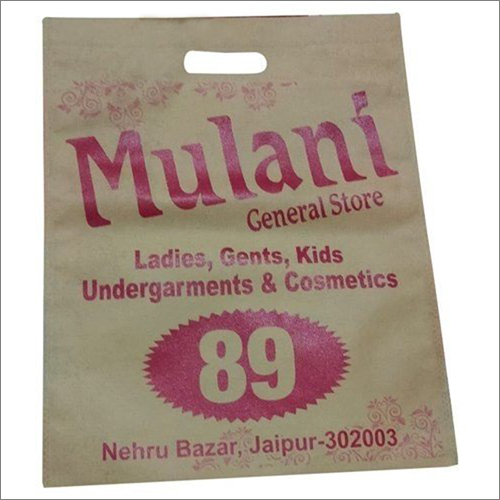 Mulani
General Store
Ladies, Gents, Kids
Undergarments & Cosmetics
89
Nehru Bazar, Jaipur-302003